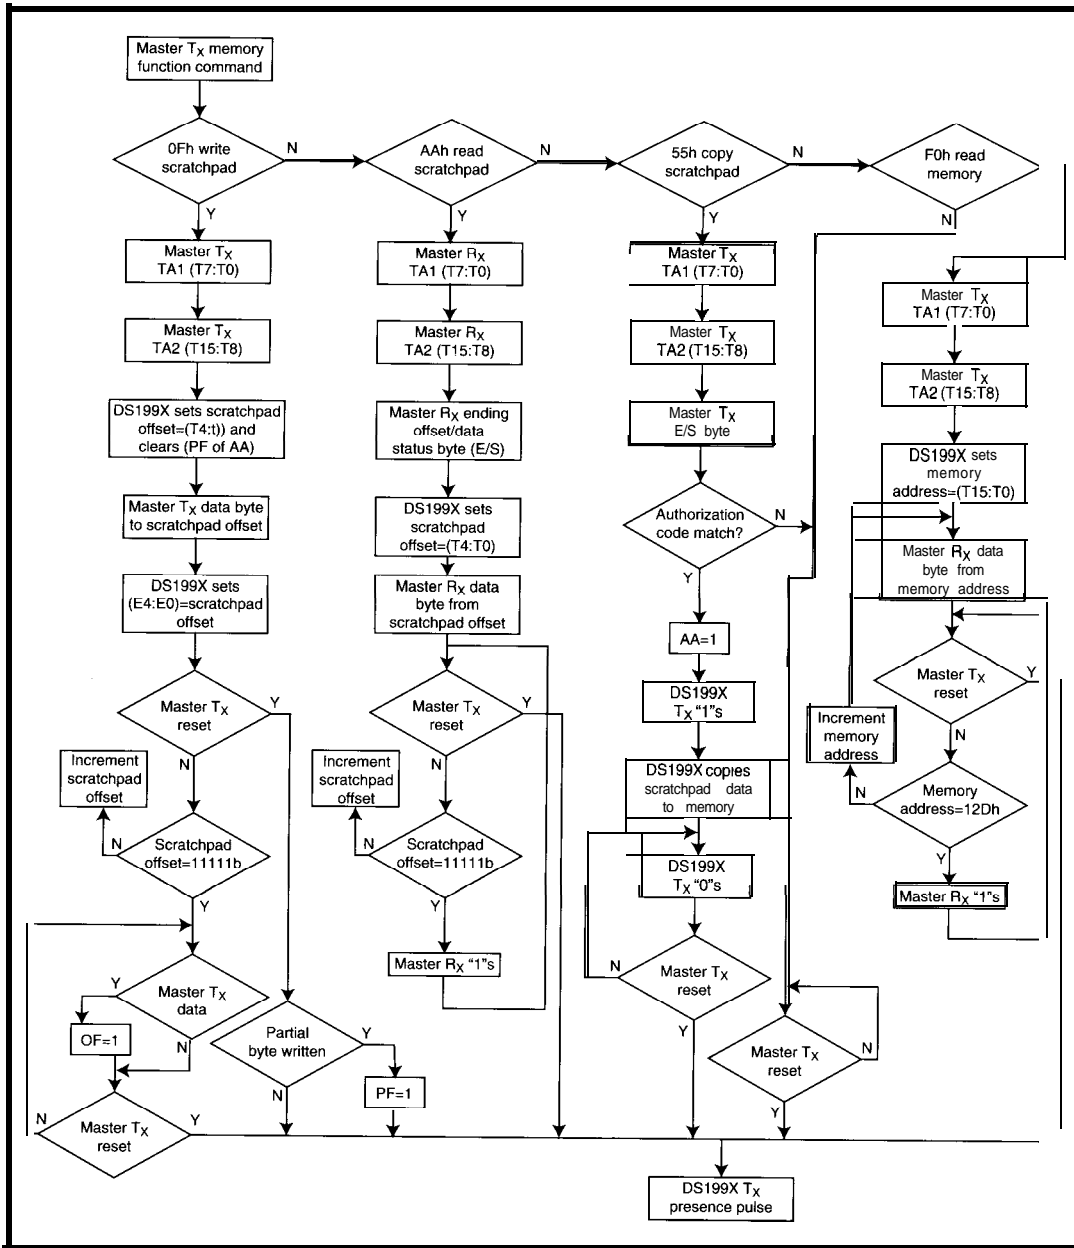 Master TX memory
function command
0Fh write
scratchpad
N
Y
Master TX
TA1 (T7:T0)
Master TX
TA2 (T15:T8)
DS199X sets scratchpad
offset=(T4:t)) and
clears (PF of AA)
Master TX data byte
to scratchpad offset
DS199X sets
(E4:E0)=scratchpad
offset
Master TX
reset
Y
N
Increment
scratchpad
offset
N
Scratchpad
offset=11111b
Y
Y
Master TX
data
N
OF=1
N
Master TX
reset
Y
Partial
byte written
Y
N
PF=1
AAh read
scratchpad
N
Y
Master RX
TA1 (T7:T0)
Master RX
TA2 (T15:T8)
Master RX ending
offset/data
status byte (E/S)
DS199X sets
scratchpad
offset=(T4:T0)
Master RX data
byte from
scratchpad offset
Master TX
reset
Y
N
Increment
scratchpad
offset
N
Scratchpad
offset=11111b
Y
Master RX “1”s
55h copy
scratchpad
N
Y
Master TX
TA1 (T7:T0)
Master TX
TA2 (T15:T8)
Master TX
E/S byte
Authorization
code match?
N
Y
AA=1
DS199X
TX “1”s
DS199X copies
scratchpad data
to memory
DS199X
TX “0”s
N
Master TX
reset
Y
Master TX
reset
N
Y
F0h read
memory
N
Master TX
TA1 (T7:T0)
Master TX
TA2 (T15:T8)
DS199X sets
memory
address=(T15:T0)
Master RX data
byte from
memory address
Master TX
reset
Y
N
Increment
memory
address
N
Memory
address=12Dh
Y
Master RX “1”s
DS199X TX
presence pulse